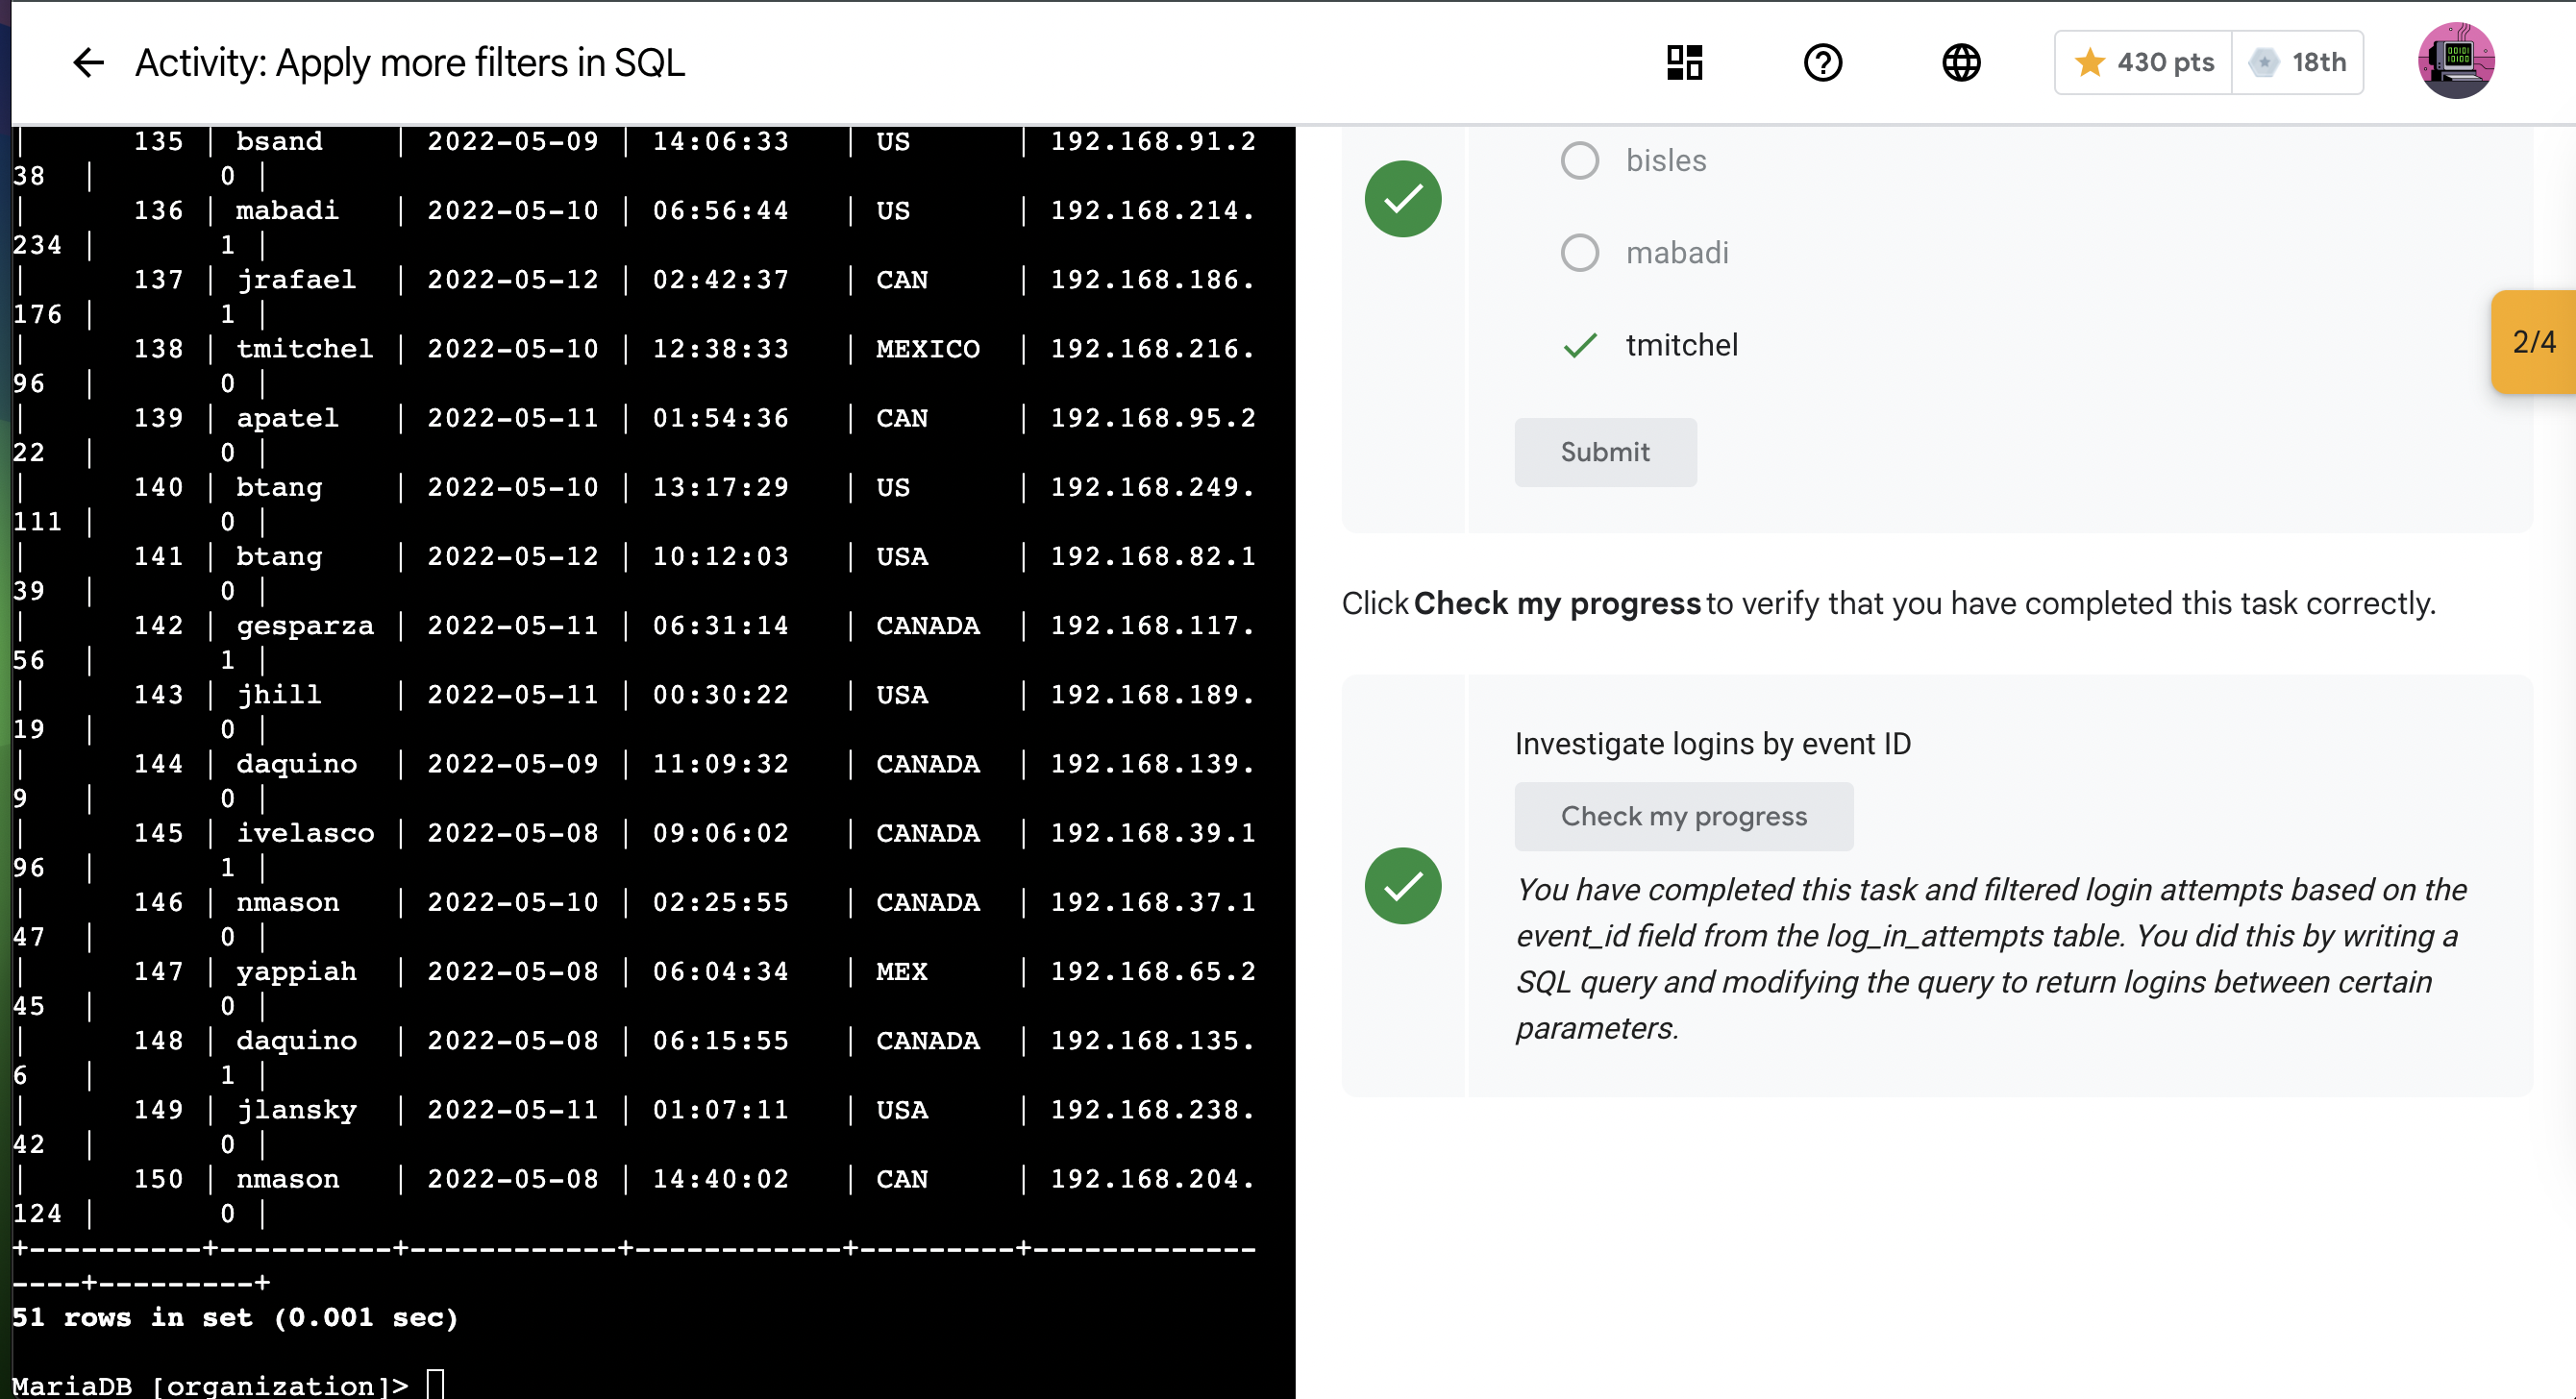 Activity: Apply more filters in SQL
430 pts
18th
|      135 | bsand    | 2022-05-09 | 14:06:33   | US      | 192.168.91.2
38  |       0 |
|      136 | mabadi   | 2022-05-10 | 06:56:44   | US      | 192.168.214.
234 |       1 |
|      137 | jrafael  | 2022-05-12 | 02:42:37   | CAN     | 192.168.186.
176 |       1 |
|      138 | tmitchel | 2022-05-10 | 12:38:33   | MEXICO  | 192.168.216.
96  |       0 |
|      139 | apatel   | 2022-05-11 | 01:54:36   | CAN     | 192.168.95.2
22  |       0 |
|      140 | btang    | 2022-05-10 | 13:17:29   | US      | 192.168.249.
111 |       0 |
|      141 | btang    | 2022-05-12 | 10:12:03   | USA     | 192.168.82.1
39  |       0 |
|      142 | gesparza | 2022-05-11 | 06:31:14   | CANADA  | 192.168.117.
56  |       1 |
|      143 | jhill    | 2022-05-11 | 00:30:22   | USA     | 192.168.189.
19  |       0 |
|      144 | daquino  | 2022-05-09 | 11:09:32   | CANADA  | 192.168.139.
9   |       0 |
|      145 | ivelasco | 2022-05-08 | 09:06:02   | CANADA  | 192.168.39.1
96  |       1 |
|      146 | nmason   | 2022-05-10 | 02:25:55   | CANADA  | 192.168.37.1
47  |       0 |
|      147 | yappiah  | 2022-05-08 | 06:04:34   | MEX     | 192.168.65.2
45  |       0 |
|      148 | daquino  | 2022-05-08 | 06:15:55   | CANADA  | 192.168.135.
6   |       1 |
|      149 | jlansky  | 2022-05-11 | 01:07:11   | USA     | 192.168.238.
42  |       0 |
|      150 | nmason   | 2022-05-08 | 14:40:02   | CAN     | 192.168.204.
124 |       0 |
+----------+----------+------------+------------+---------+-------------
----+---------+
51 rows in set (0.001 sec)
MariaDB [organization]>
bisles
mabadi
tmitchel
Submit
2/4
Click Check my progress to verify that you have completed this task correctly.
Investigate logins by event ID
Check my progress
You have completed this task and filtered login attempts based on the
event_id field from the log_in_attempts table. You did this by writing a
SQL query and modifying the query to return logins between certain
parameters.